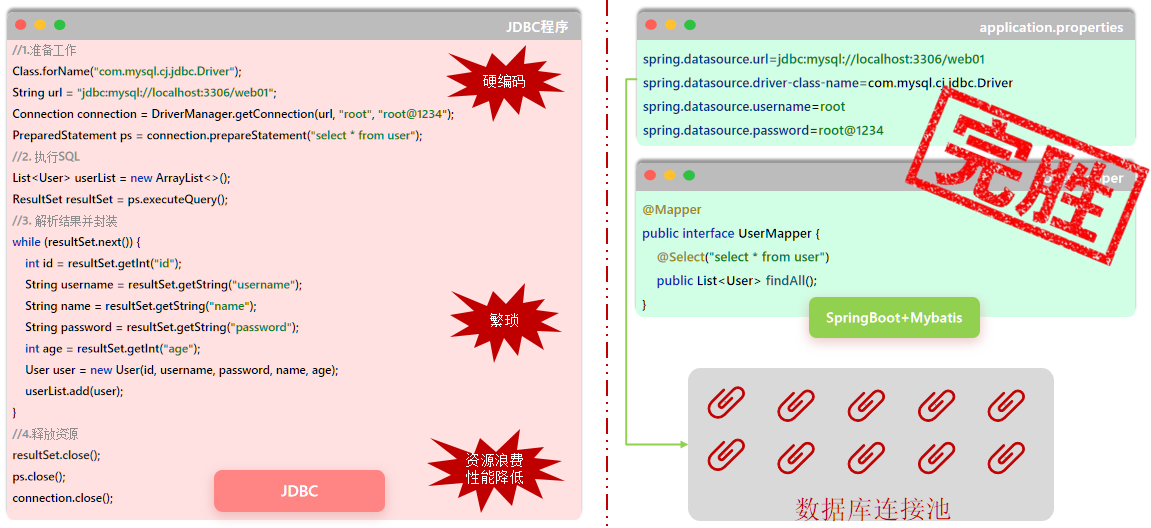 JDBC程序
//1.准备工作
Class.forName("com.mysql.cj.jdbc.Driver");
String url = "jdbc:mysql://localhost:3306/web01";
Connection connection = DriverManager.getConnection(url, "root", "root@1234");
PreparedStatement ps = connection.prepareStatement("select * from user");
//2. 执行SQL
List<User> userList = new ArrayList<>();
ResultSet resultSet = ps.executeQuery();
//3. 解析结果并封装
while (resultSet.next()) {
int id = resultSet.getInt("id");
String username = resultSet.getString("username");
String name = resultSet.getString("name");
String password = resultSet.getString("password");
int age = resultSet.getInt("age");
User user = new User(id, username, password, name, age);
userList.add(user);
}
//4.释放资源
resultSet.close();
ps.close();
connection.close();
硬编码
繁琐
资源浪费
性能降低
JDBC
application.properties
spring.datasource.url=jdbc:mysql://localhost:3306/web01
spring.datasource.driver-class-name=com.mysql.cj.jdbc.Driver
spring.datasource.username=root
spring.datasource.password=root@1234
完胜
@Mapper
public interface UserMapper {
@Select("select * from user")
public List<User> findAll();
}
SpringBoot+Mybatis
数据库连接池